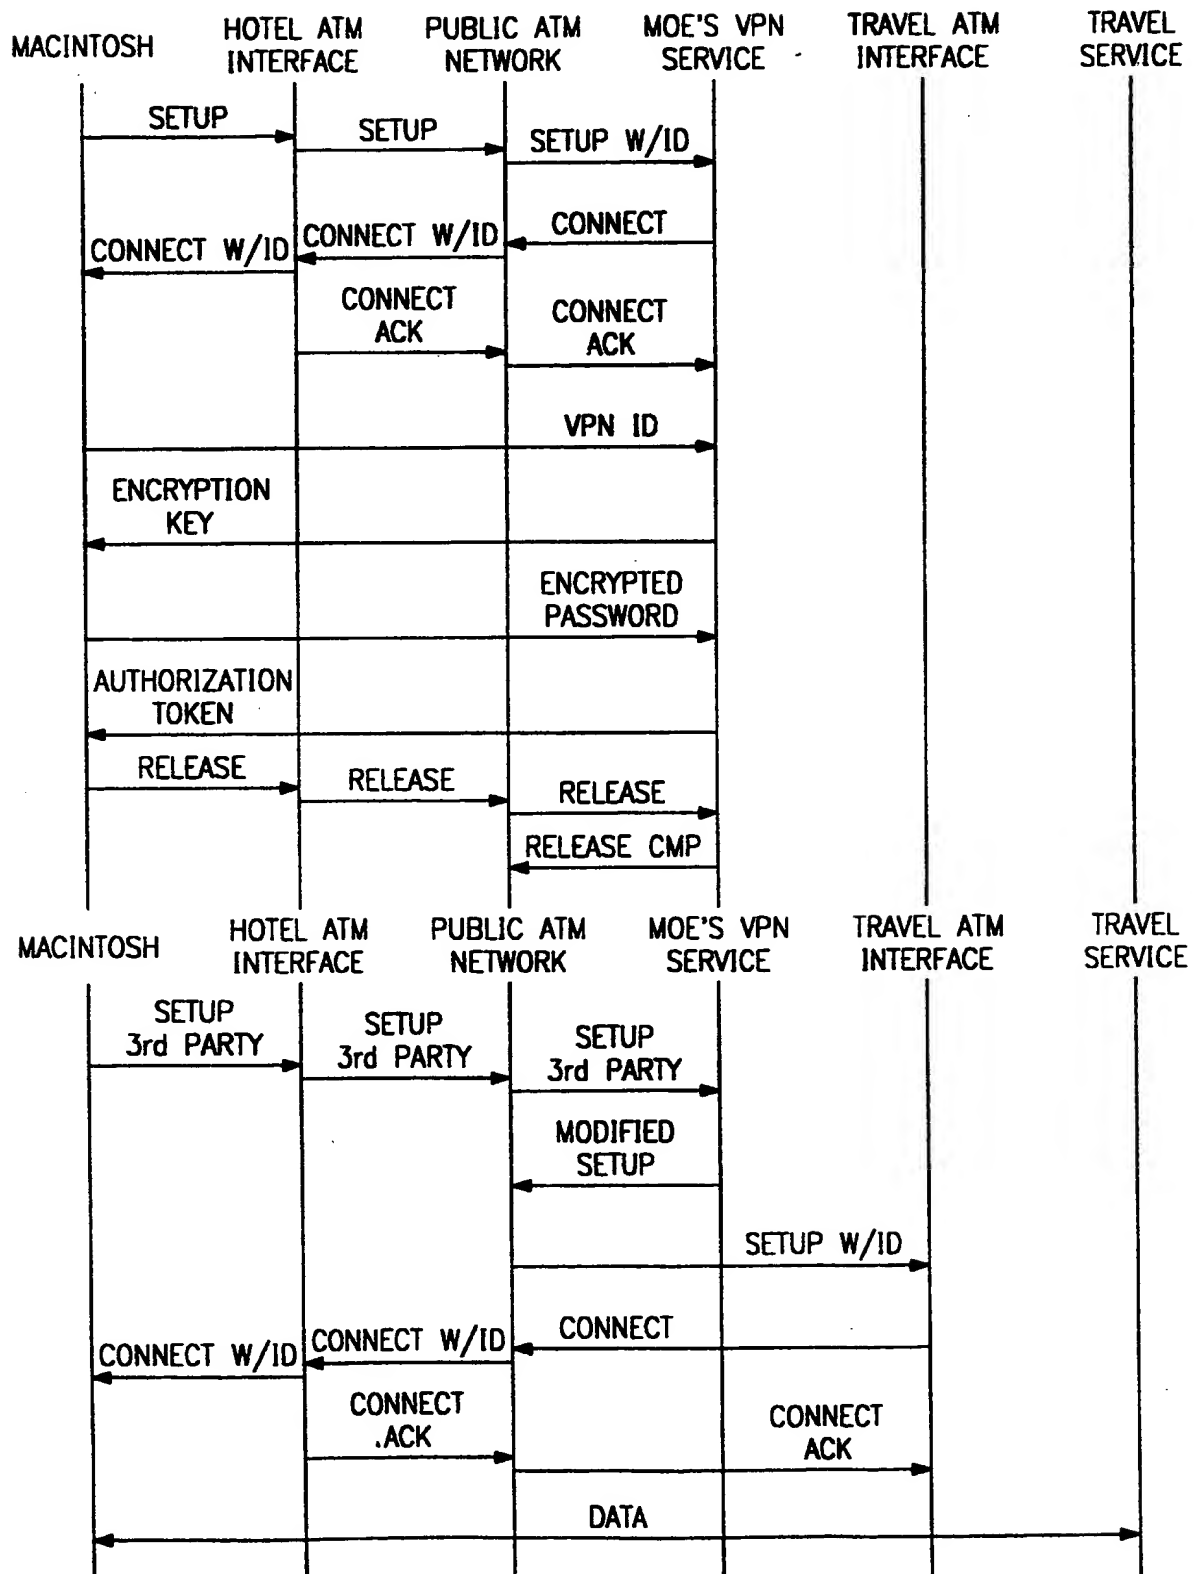 MACINTOSH
HOTEL ATM
INTERFACE
PUBLIC ATM
NETWORK
MOE'S VPN
SERVICE
TRAVEL ATM
INTERFACE
TRAVEL
SERVICE
SETUP
SETUP
SETUP W/ID
CONNECT
CONNECT W/ID
CONNECT W/ID
CONNECT
ACK
CONNECT
ACK
VPN ID
ENCRYPTION
KEY
ENCRYPTED
PASSWORD
AUTHORIZATION
TOKEN
RELEASE
RELEASE
RELEASE
RELEASE CMP
MACINTOSH
HOTEL ATM
INTERFACE
PUBLIC ATM
NETWORK
MOE'S VPN
SERVICE
TRAVEL ATM
INTERFACE
TRAVEL
SERVICE
SETUP
3rd PARTY
SETUP
3rd PARTY
SETUP
3rd PARTY
MODIFIED
SETUP
SETUP W/ID
CONNECT
CONNECT W/ID
CONNECT W/ID
CONNECT
ACK
CONNECT
ACK
DATA